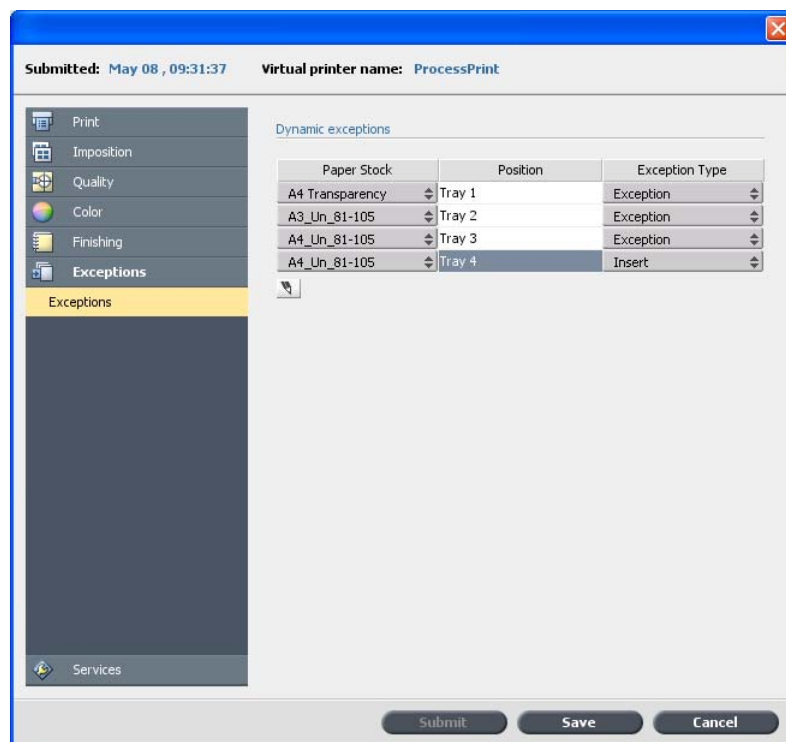 Submitted: May 08 , 09:31:37 Virtual printer name: ProcessPrint
Print
Imposition
Quality
Color
Finishing
Exceptions
Exceptions
Services
Dynamic exceptions
Paper Stock Position Exception Type
A4 Transparency Tray 1 Exception
A3_Un_81-105 Tray 2 Exception
A4_Un_81-105 Tray 3 Exception
A4_Un_81-105 Tray 4 Insert
Submit Save Cancel